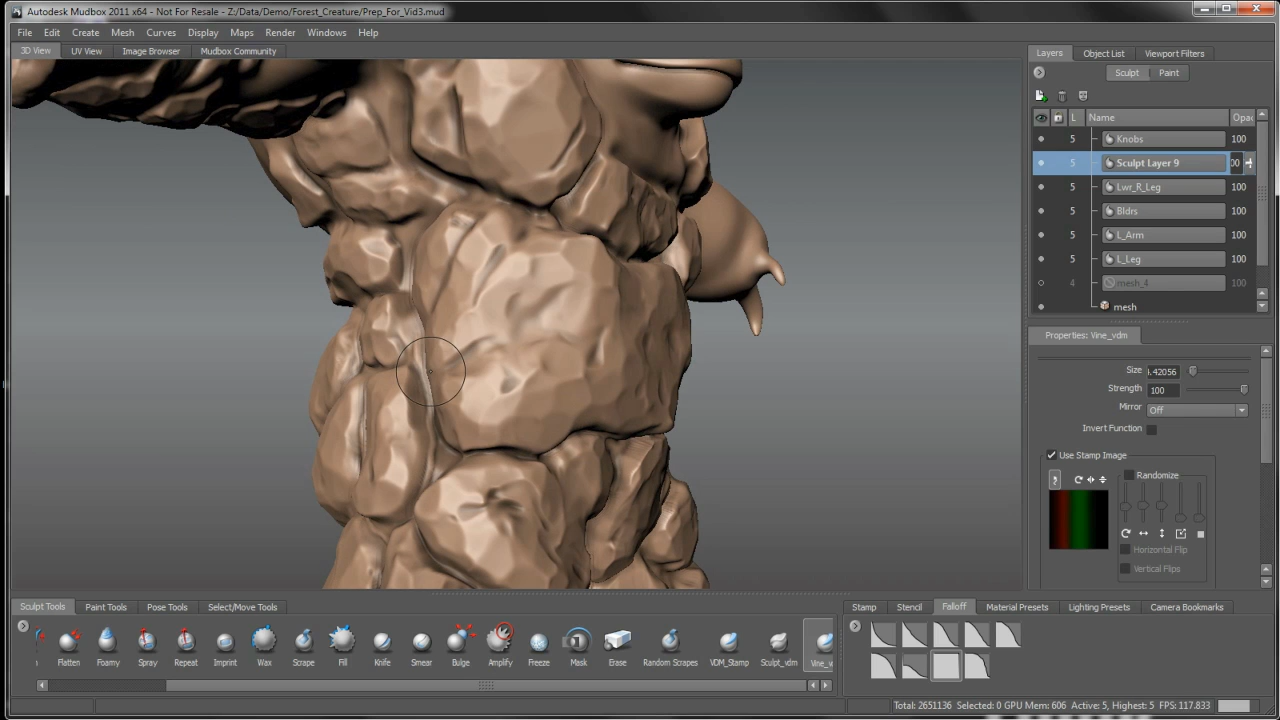 Autodesk Mudbox 2011 x64 - Not For Resale - Z:/Data/Demo/Forest_Creature/Prep_For_Vid3.mud
File Edit Create Mesh Curves Display Maps Render Windows Help
3D View UV View Image Browser Mudbox Community
Layers Object List Viewport Filters
Sculpt Paint
L Name Opac
5 Knobs 100
5 Sculpt Layer 9 00
5 Lwr_R_Leg 100
5 Bldrs 100
5 L_Arm 100
5 L_Leg 100
4 mesh_4 100
mesh
Properties: Vine_vdm
Size .42056
Strength 100
Mirror Off
Invert Function
Use Stamp Image
Randomize
Horizontal Flip
Vertical Flips
Sculpt Tools Paint Tools Pose Tools Select/Move Tools
Flatten Foamy Spray Repeat Imprint Wax Scrape Fill Knife Smear Bulge Amplify Freeze Mask Erase Random Scrapes VDM_Stamp Sculpt_vdm Vine_v
Stamp Stencil Falloff Material Presets Lighting Presets Camera Bookmarks
Total: 2651136 Selected: 0 GPU Mem: 606 Active: 5, Highest: 5 FPS: 117.833